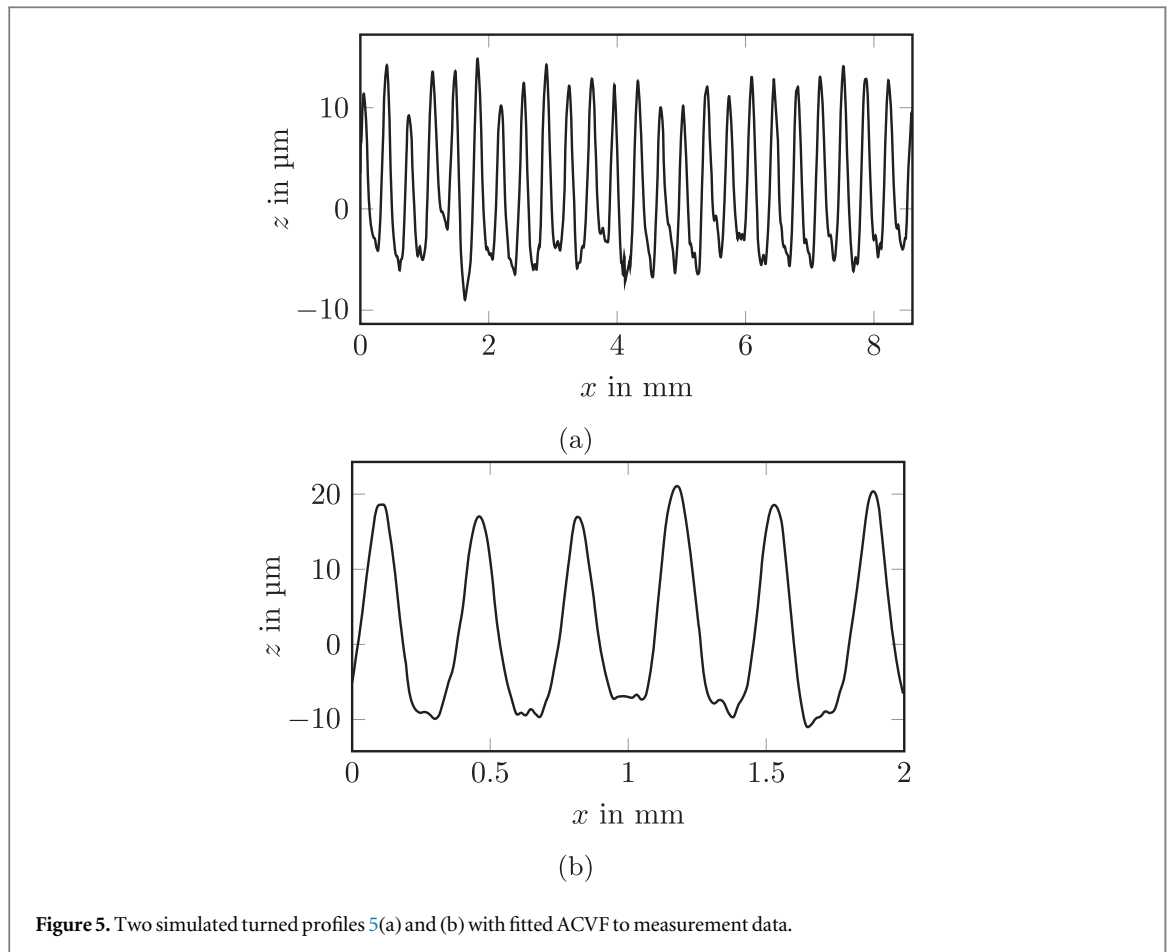 10
0
−10
z in µm
0 2 4 6 8
x in mm
(a)
20
10
0
−10
z in µm
0 0.5 1 1.5 2
x in mm
(b)
Figure 5. Two simulated turned profiles 5(a) and (b) with fitted ACVF to measurement data.